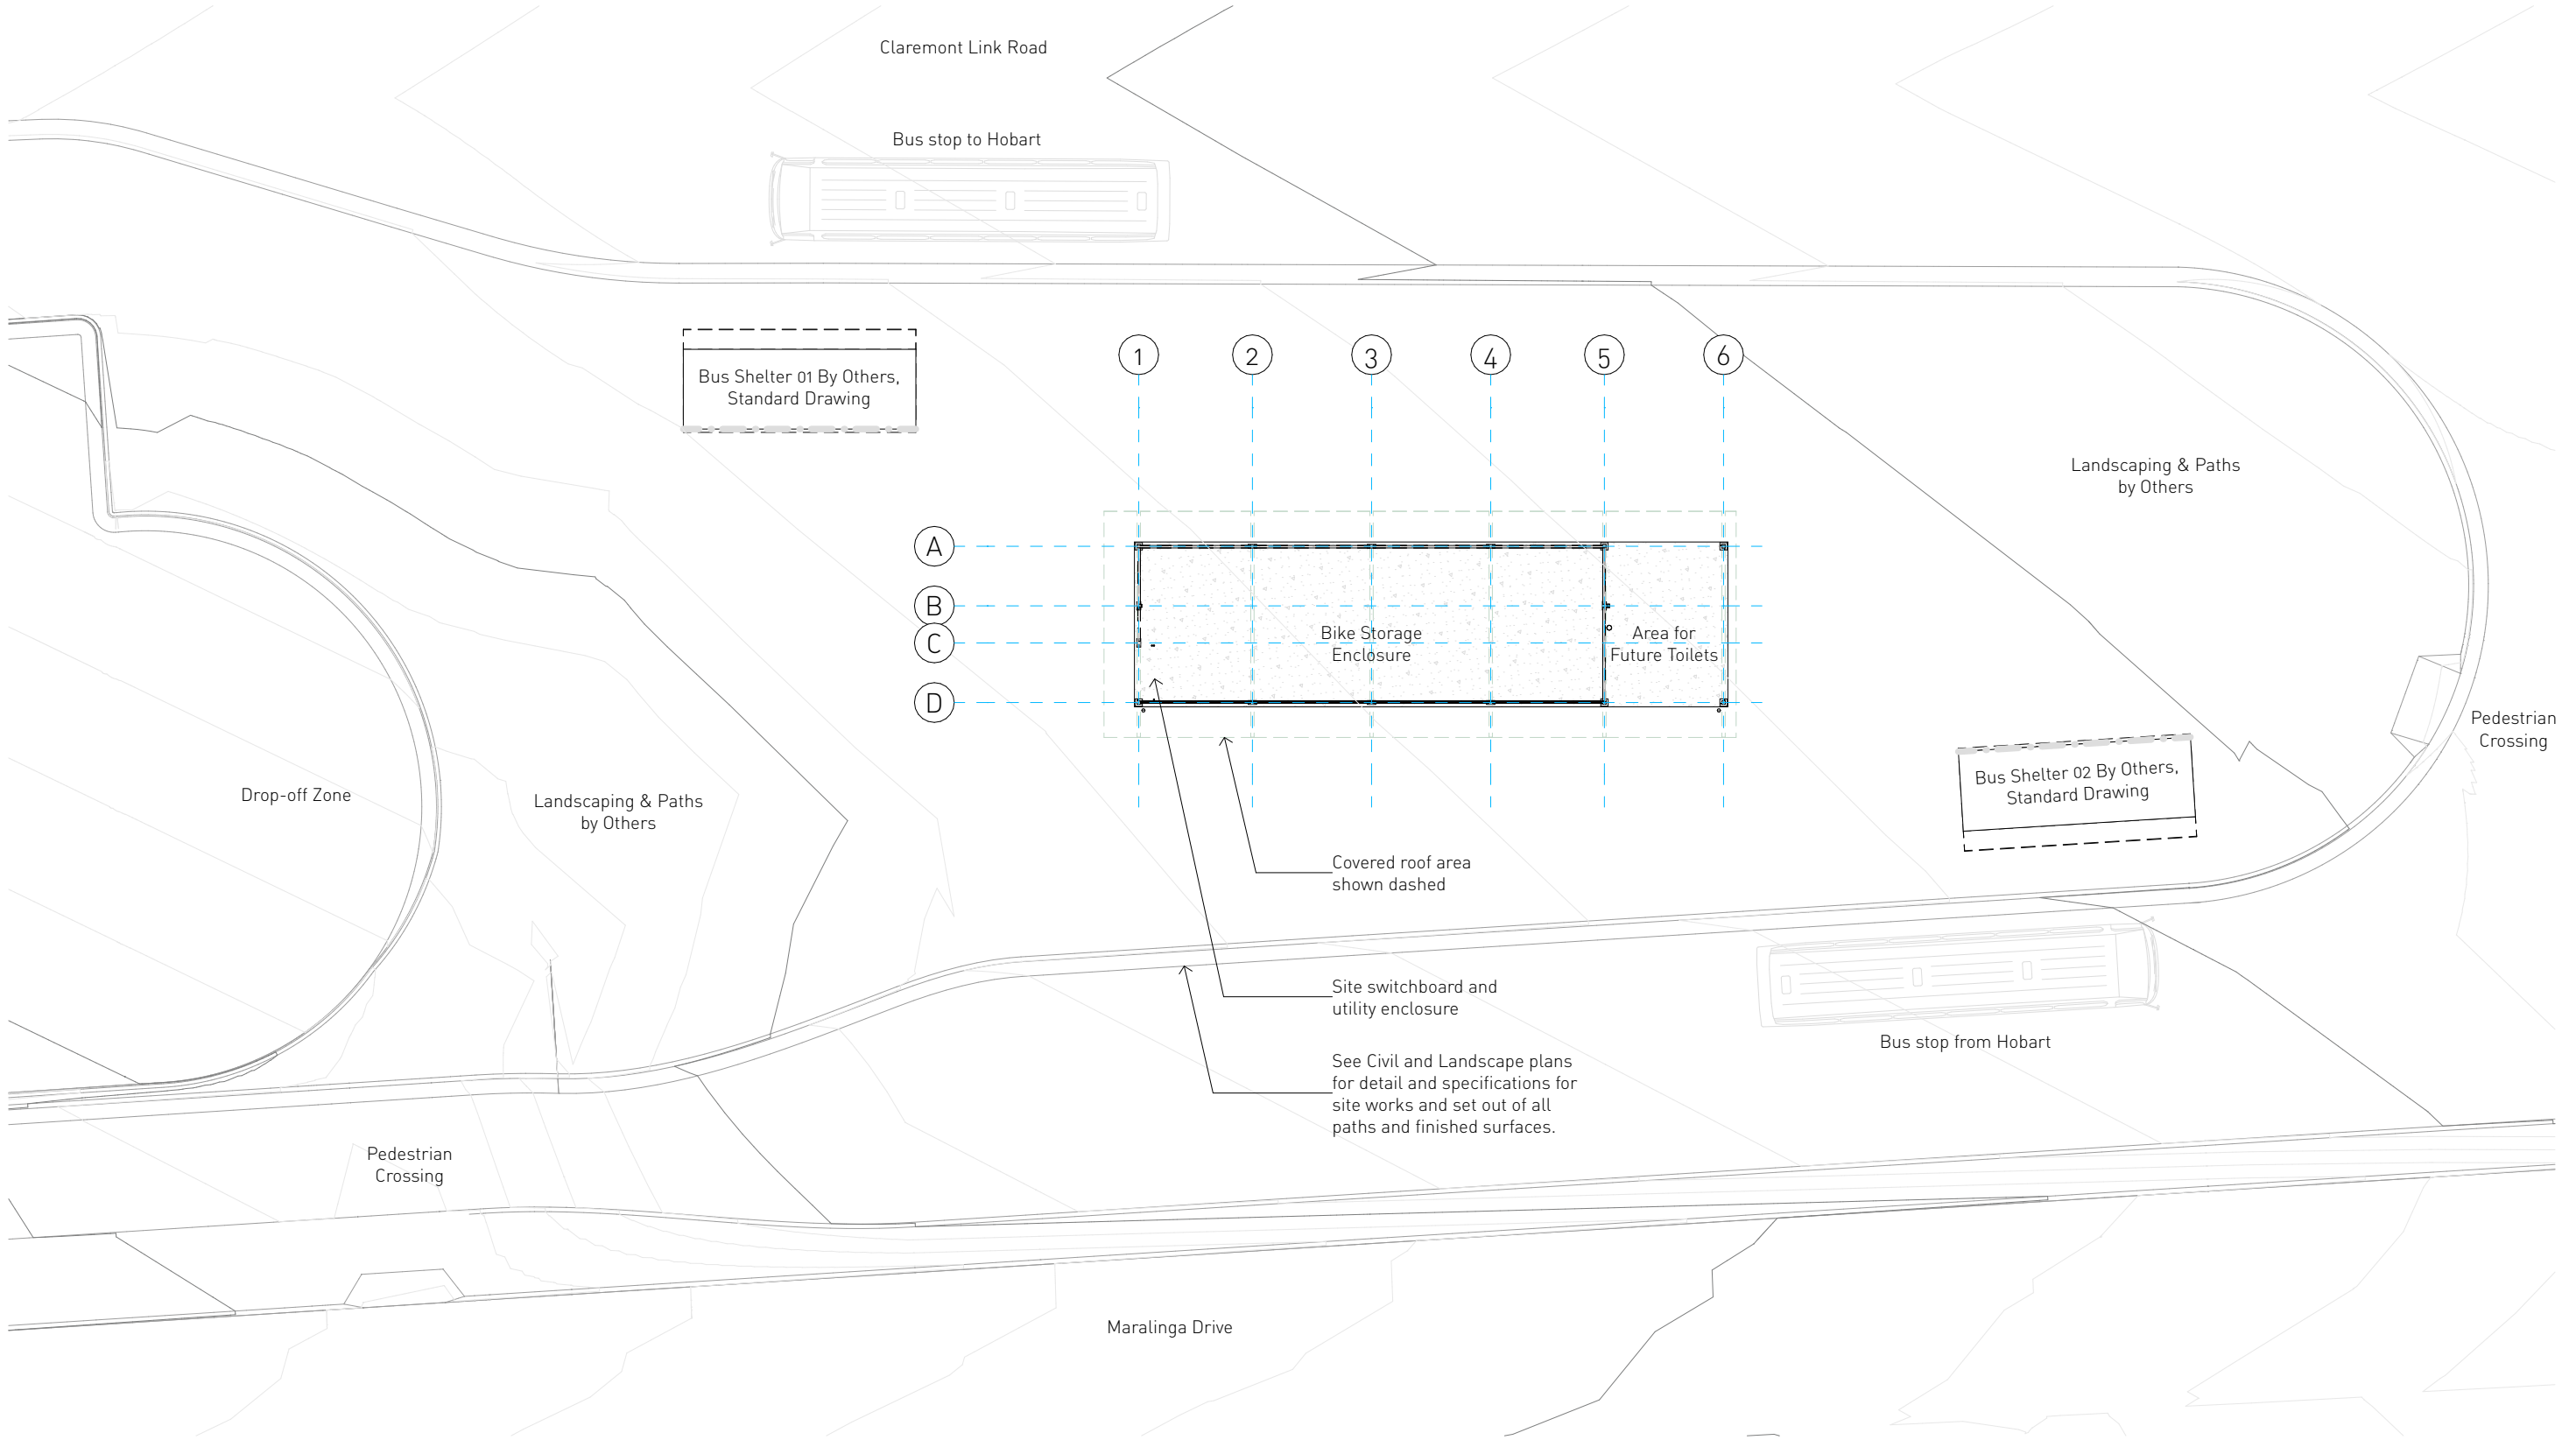 Claremont Link Road
Bus stop to Hobart
Bus Shelter 01 By Others,
Standard Drawing
1
2
3
4
5
6
Landscaping & Paths
by Others
A
B
C
D
Bike Storage
Enclosure
Area for
Future Toilets
Pedestrian
Crossing
Bus Shelter 02 By Others,
Standard Drawing
Drop-off Zone
Landscaping & Paths
by Others
Covered roof area
shown dashed
Site switchboard and
utility enclosure
Bus stop from Hobart
See Civil and Landscape plans
for detail and specifications for
site works and set out of all
paths and finished surfaces.
Pedestrian
Crossing
Maralinga Drive